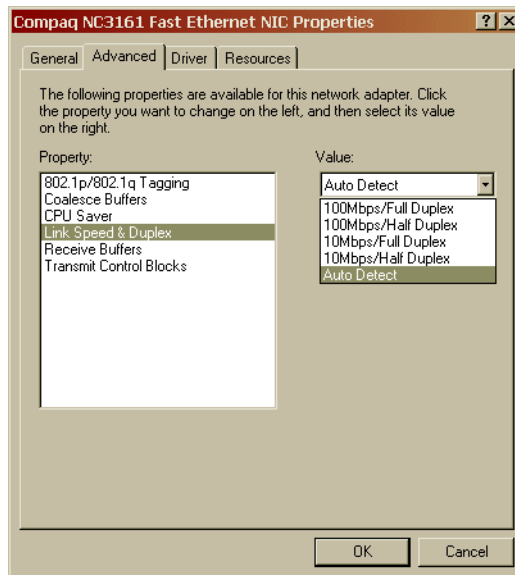 Compaq NC3161 Fast Ethernet NIC Properties
General Advanced Driver Resources
The following properties are available for this network adapter. Click
the property you want to change on the left, and then select its value
on the right.
Property:
802.1p/802.1q Tagging
Coalesce Buffers
CPU Saver
Link Speed & Duplex
Receive Buffers
Transmit Control Blocks
Value:
Auto Detect
100Mbps/Full Duplex
100Mbps/Half Duplex
10Mbps/Full Duplex
10Mbps/Half Duplex
Auto Detect
OK Cancel